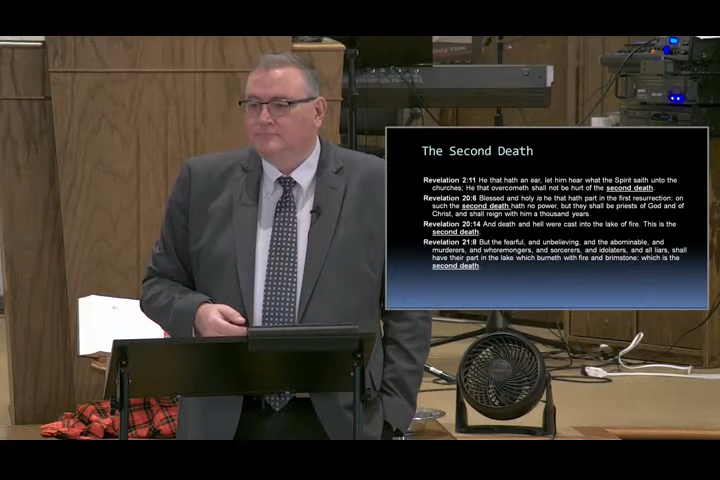 The Second Death
Revelation 2:11 He that hath an ear, let him hear what the Spirit saith unto the
churches; He that overcometh shall not be hurt of the second death.
Revelation 20:6 Blessed and holy is he that hath part in the first resurrection: on
such the second death hath no power, but they shall be priests of God and of
Christ, and shall reign with him a thousand years.
Revelation 20:14 And death and hell were cast into the lake of fire. This is the
second death.
Revelation 21:8 But the fearful, and unbelieving, and the abominable, and
murderers, and whoremongers, and sorcerers, and idolaters, and all liars, shall
have their part in the lake which burneth with fire and brimstone: which is the
second death.